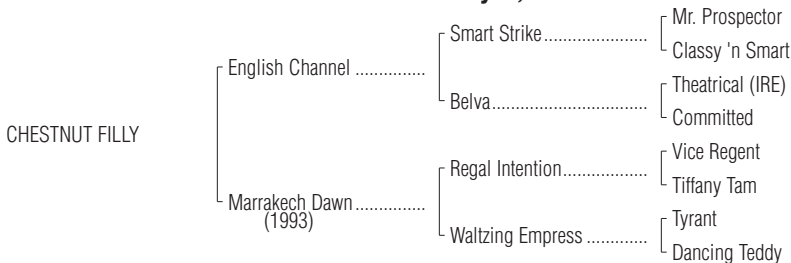 Mr. Prospector
Smart Strike......................
Classy 'n Smart
English Channel ...............
Theatrical (IRE)
Belva.................................
Committed
CHESTNUT FILLY
Vice Regent
Regal Intention..................
Tiffany Tam
Marrakech Dawn ...............
(1993)
Tyrant
Waltzing Empress .............
Dancing Teddy